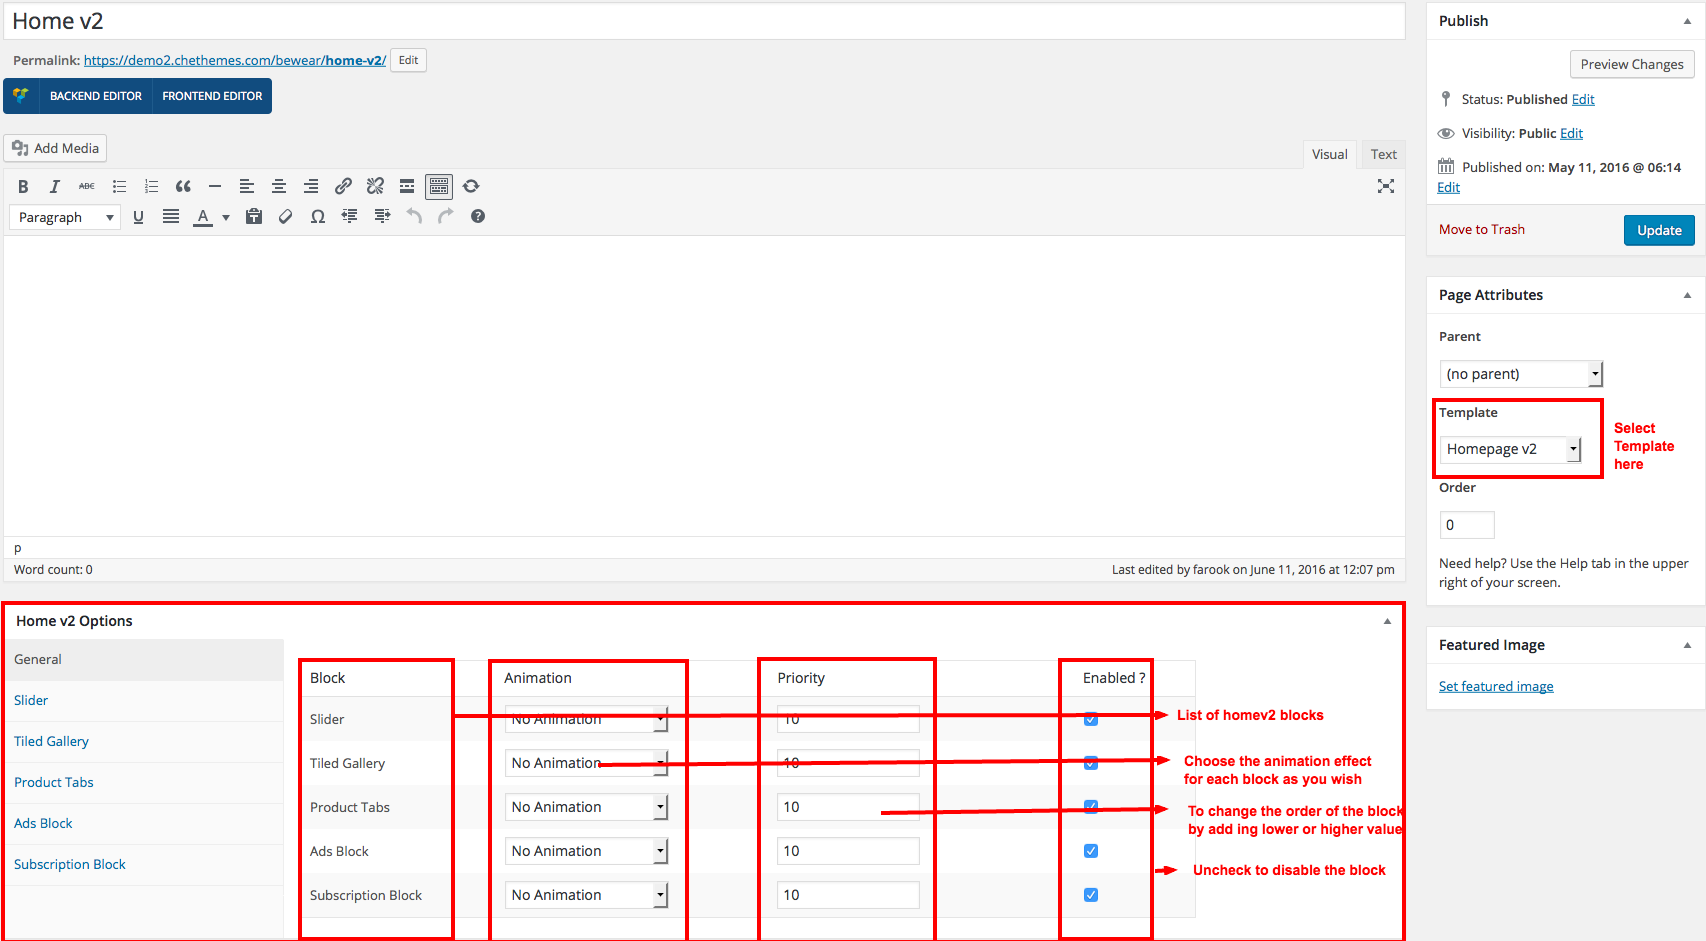 Home v2
Permalink: https://demo2.chethemes.com/bewear/home-v2/ Edit
BACKEND EDITOR FRONTEND EDITOR
Add Media
Visual Text
B I ABC
Paragraph U A T Ω ?
p
Word count: 0
Last edited by farook on June 11, 2016 at 12:07 pm
Publish
Preview Changes
Status: Published Edit
Visibility: Public Edit
Published on: May 11, 2016 @ 06:14
Edit
Move to Trash Update
Page Attributes
Parent
(no parent)
Template
Homepage v2
Select
Template
here
Order
0
Need help? Use the Help tab in the upper
right of your screen.
Featured Image
Set featured image
Home v2 Options
General
Slider
Tiled Gallery
Product Tabs
Ads Block
Subscription Block
Block Animation Priority Enabled ?
Slider No Animation 10
Tiled Gallery No Animation 10
Product Tabs No Animation 10
Ads Block No Animation 10
Subscription Block No Animation 10
List of homev2 blocks
Choose the animation effect
for each block as you wish
To change the order of the block
by add ing lower or higher value
Uncheck to disable the block